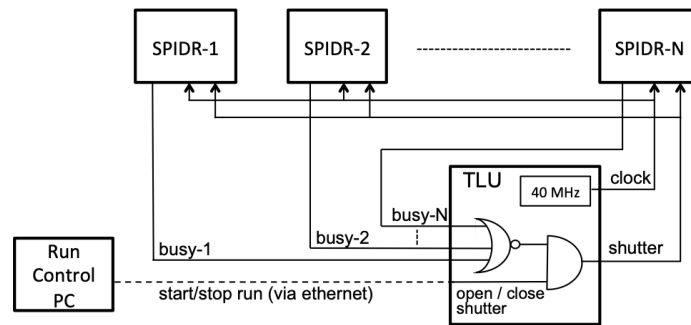 SPIDR-1
SPIDR-2
SPIDR-N
TLU
40 MHz
clock
busy-N
busy-2
busy-1
shutter
Run
Control
PC
start/stop run (via ethernet)
open / close
shutter